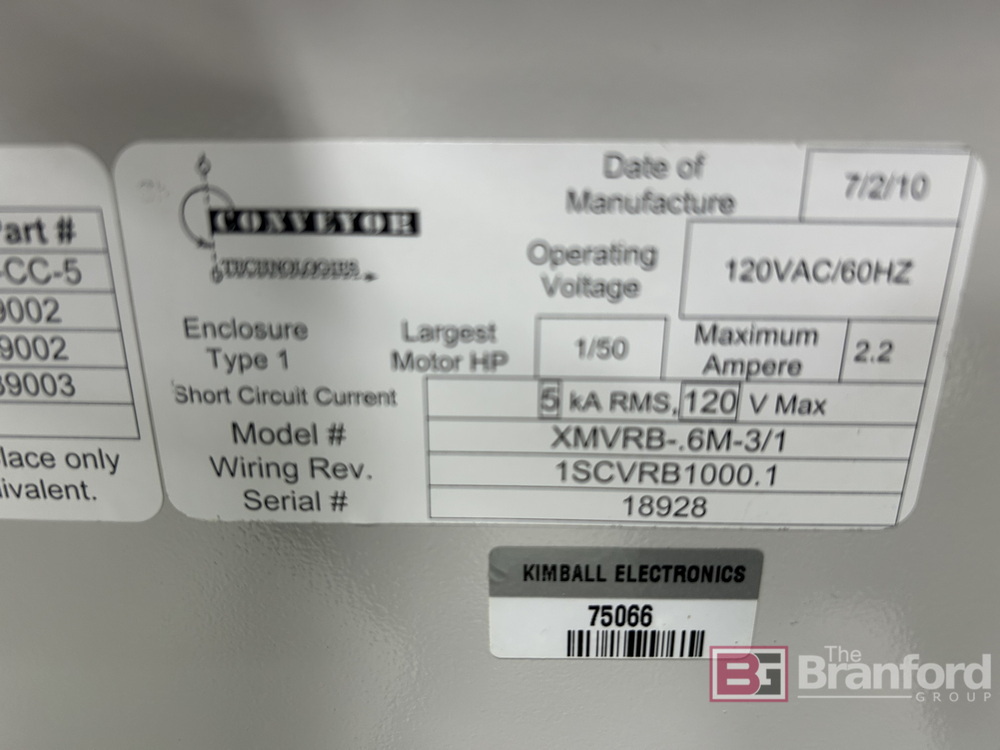 Part #
-CC-5
9002
9002
39003
lace only
ivalent.
CONVEYOR
TECHNOLOGIES
Date of
Manufacture
7/2/10
Operating
Voltage
120VAC/60HZ
Enclosure
Type 1
Largest
Motor HP
1/50
Maximum
Ampere
2.2
Short Circuit Current
5 kA RMS, 120 V Max
Model #
XMVRB-.6M-3/1
Wiring Rev.
1SCVRB1000.1
Serial #
18928
KIMBALL ELECTRONICS
75066
BG
The
Branford
GROUP